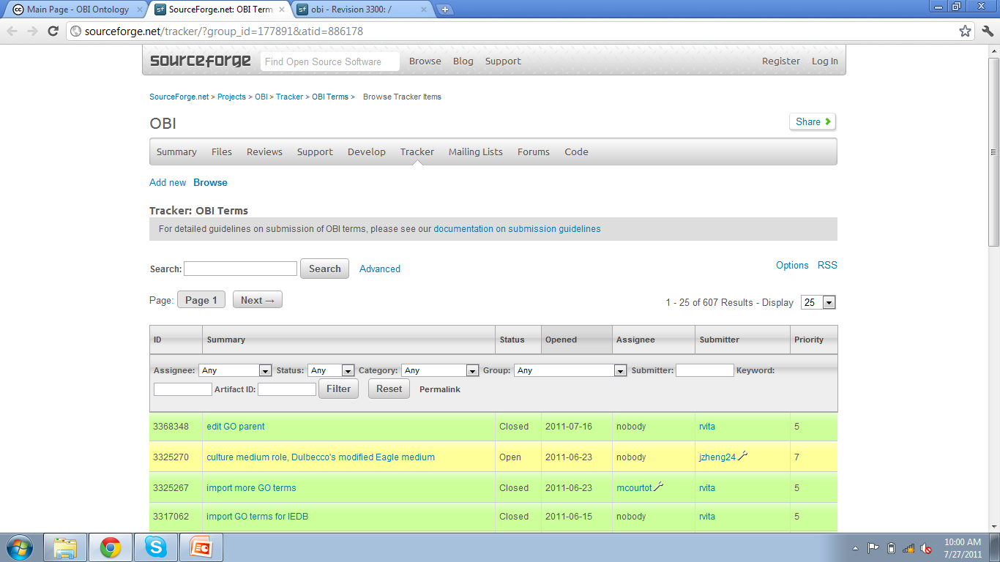 Main Page - OBI Ontology
SourceForge.net: OBI Term
obi - Revision 3300: /
sourceforge.net/tracker/?group_id=177891&atid=886178
sourceforge Find Open Source Software Browse Blog Support Register Log In
SourceForge.net > Projects > OBI > Tracker > OBI Terms > Browse Tracker Items
OBI Share
Summary Files Reviews Support Develop Tracker Mailing Lists Forums Code
Add new Browse
Tracker: OBI Terms
For detailed guidelines on submission of OBI terms, please see our documentation on submission guidelines
Search: Search Advanced Options RSS
Page: Page 1 Next → 1 - 25 of 607 Results - Display 25
ID Summary Status Opened Assignee Submitter Priority
Assignee: Any Status: Any Category: Any Group: Any Submitter: Keyword:
Artifact ID: Filter Reset Permalink
3368348 edit GO parent Closed 2011-07-16 nobody rvita 5
3325270 culture medium role, Dulbecco's modified Eagle medium Open 2011-06-23 nobody jzheng24 7
3325267 import more GO terms Closed 2011-06-23 mcourtot rvita 5
3317062 import GO terms for IEDB Closed 2011-06-15 nobody rvita 5
10:00 AM
7/27/2011